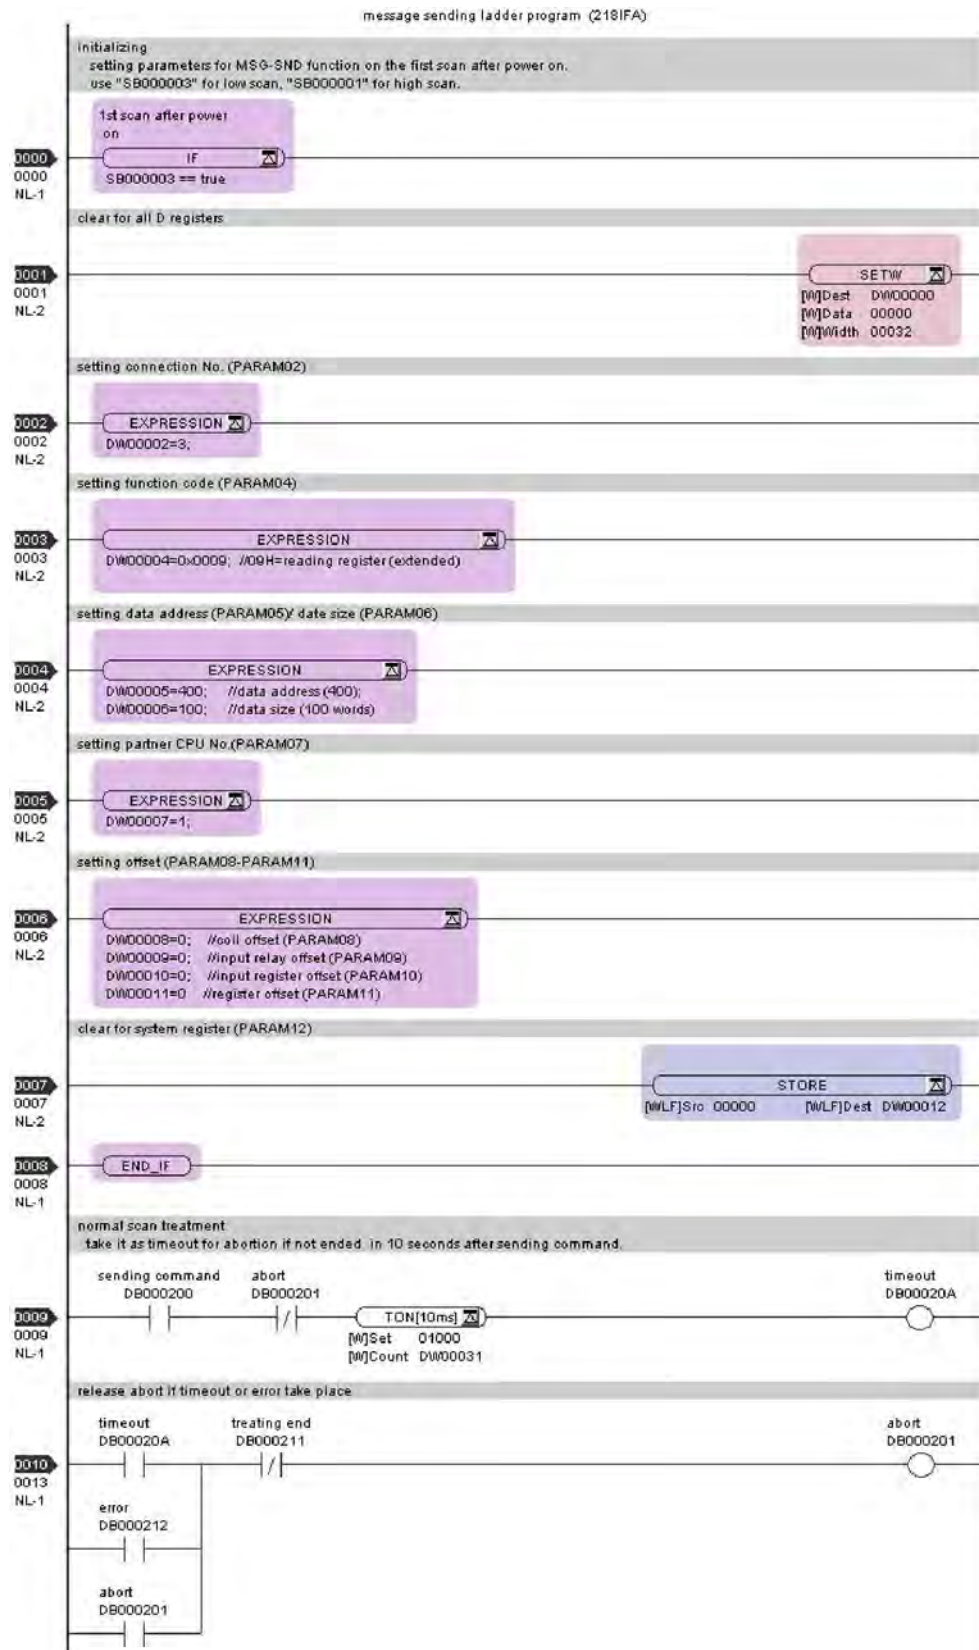 message sending ladder program (218IFA)
initializing
setting parameters for MSG-SND function on the first scan after power on.
use "SB000003" for low scan, "SB000001" for high scan.
1st scan after power
on
IF
0000
0000
SB000003 == true
NL-1
clear for all D registers
SETW
0001
0001
NL-2
[W]Dest DW00000
[W]Data 00000
[W]Width 00032
setting connection No. (PARAM02)
EXPRESSION
0002
0002
DW00002=3;
NL-2
setting function code (PARAM04)
EXPRESSION
0003
0003
DW00004=0x0009; //09H=reading register(extended)
NL-2
setting data address (PARAM05)/ date size (PARAM06)
EXPRESSION
0004
0004
DW00005=400; //data address (400);
NL-2
DW00006=100; //data size (100 words)
setting partner CPU No.(PARAM07)
EXPRESSION
0005
0005
DW00007=1;
NL-2
setting offset (PARAM08-PARAM11)
EXPRESSION
0006
0006
DW00008=0; //coil offset (PARAM08)
NL-2
DW00009=0; //input relay offset (PARAM09)
DW00010=0; //input register offset (PARAM10)
DW00011=0 //register offset (PARAM11)
clear for system register (PARAM12)
STORE
0007
0007
[WLF]Src 00000 [WLF]Dest DW00012
NL-2
END_IF
0008
0008
NL-1
normal scan treatment
take it as timeout for abortion if not ended in 10 seconds after sending command.
sending command abort timeout
DB000200 DB000201 DB00020A
TON[10ms]
0009
0009
[W]Set 01000
NL-1
[W]Count DW00031
release abort if timeout or error take place
timeout treating end abort
DB00020A DB000211 DB000201
0010
0013
NL-1
error
DB000212
abort
DB000201